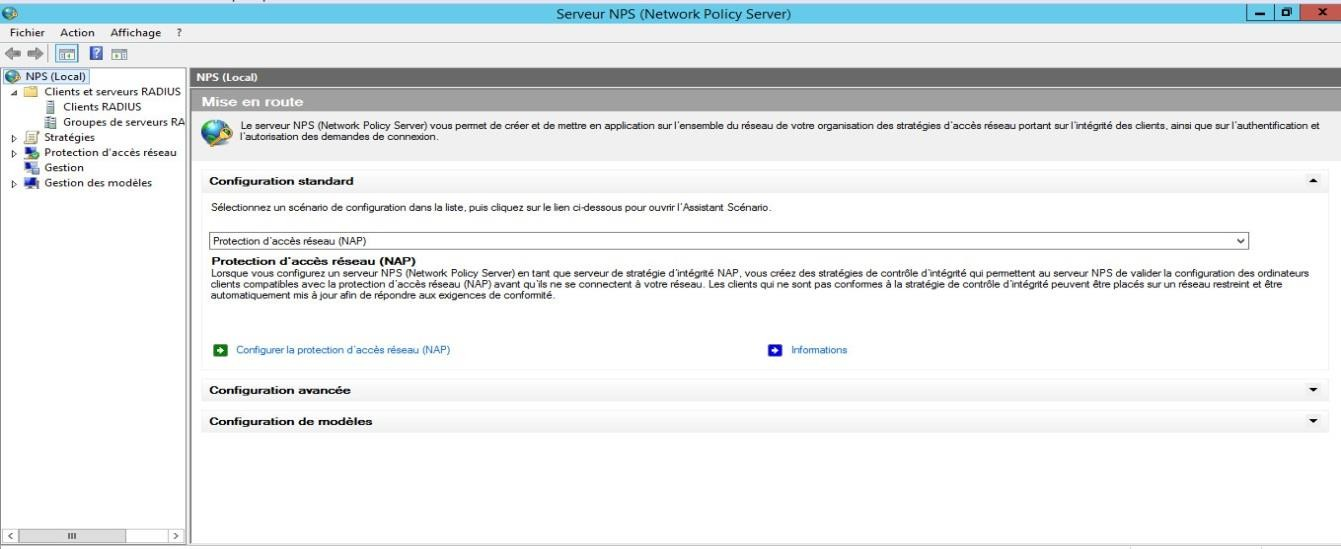 Serveur NPS (Network Policy Server)
Fichier Action Affichage ?
NPS (Local)
Clients et serveurs RADIUS
Clients RADIUS
Groupes de serveurs RA
Stratégies
Protection d'accès réseau
Gestion
Gestion des modèles
NPS (Local)
Mise en route
Le serveur NPS (Network Policy Server) vous permet de créer et de mettre en application sur l'ensemble du réseau de votre organisation des stratégies d'accès réseau portant sur l'intégrité des clients, ainsi que sur l'authentification et
l'autorisation des demandes de connexion.
Configuration standard
Sélectionnez un scénario de configuration dans la liste, puis cliquez sur le lien ci-dessous pour ouvrir l'Assistant Scénario.
Protection d'accès réseau (NAP)
Protection d'accès réseau (NAP)
Lorsque vous configurez un serveur NPS (Network Policy Server) en tant que serveur de stratégie d'intégrité NAP, vous créez des stratégies de contrôle d'intégrité qui permettent au serveur NPS de valider la configuration des ordinateurs
clients compatibles avec la protection d'accès réseau (NAP) avant qu'ils ne se connectent à votre réseau. Les clients qui ne sont pas conformes à la stratégie de contrôle d'intégrité peuvent être placés sur un réseau restreint et être
automatiquement mis à jour afin de répondre aux exigences de conformité.
Configurer la protection d'accès réseau (NAP)
Informations
Configuration avancée
Configuration de modèles